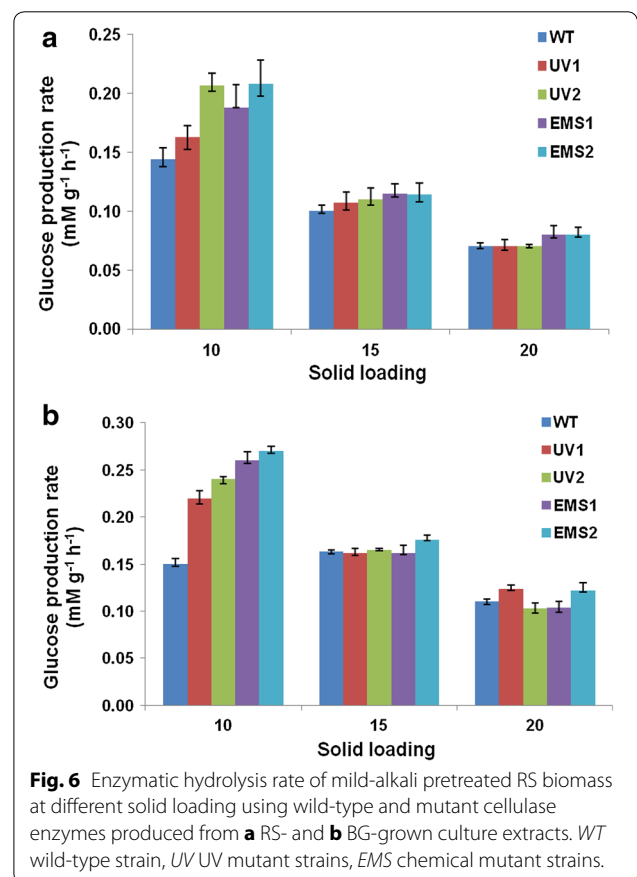 a
0.25
0.20
0.15
0.10
0.05
0.00
Glucose production rate
(mM g⁻¹ h⁻¹)
WT
UV1
UV2
EMS1
EMS2
10 15 20
Solid loading
b
0.30
0.25
0.20
0.15
0.10
0.05
0.00
Glucose production rate
(mM g⁻¹ h⁻¹)
WT
UV1
UV2
EMS1
EMS2
10 15 20
Solid loading
Fig. 6 Enzymatic hydrolysis rate of mild-alkali pretreated RS biomass
at different solid loading using wild-type and mutant cellulase
enzymes produced from a RS- and b BG-grown culture extracts. WT
wild-type strain, UV UV mutant strains, EMS chemical mutant strains.